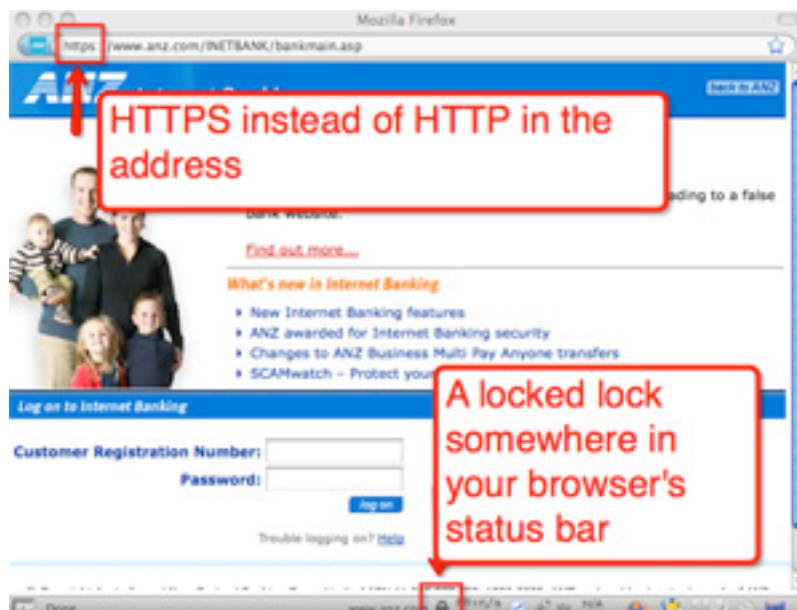 Mozilla Firefox
https://www.anz.com/INETBANK/bankmain.asp
ANZ
back to ANZ
HTTPS instead of HTTP in the
address
ading to a false
bank website.
Find out more...
What's new in Internet Banking
New Internet Banking features
ANZ awarded for Internet Banking security
Changes to ANZ Business Multi Pay Anyone transfers
SCAMwatch - Protect your
A locked lock
somewhere in
your browser's
status bar
Log on to Internet Banking
Customer Registration Number:
Password:
log on
Trouble logging on? Help
Done
www.anz.com
N/A